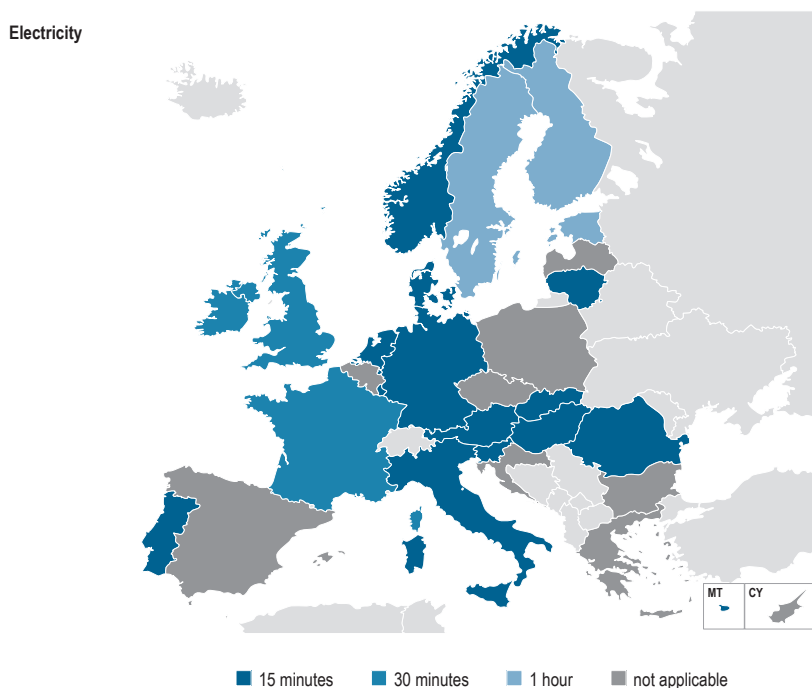 Electricity
MT
CY
15 minutes
30 minutes
1 hour
not applicable